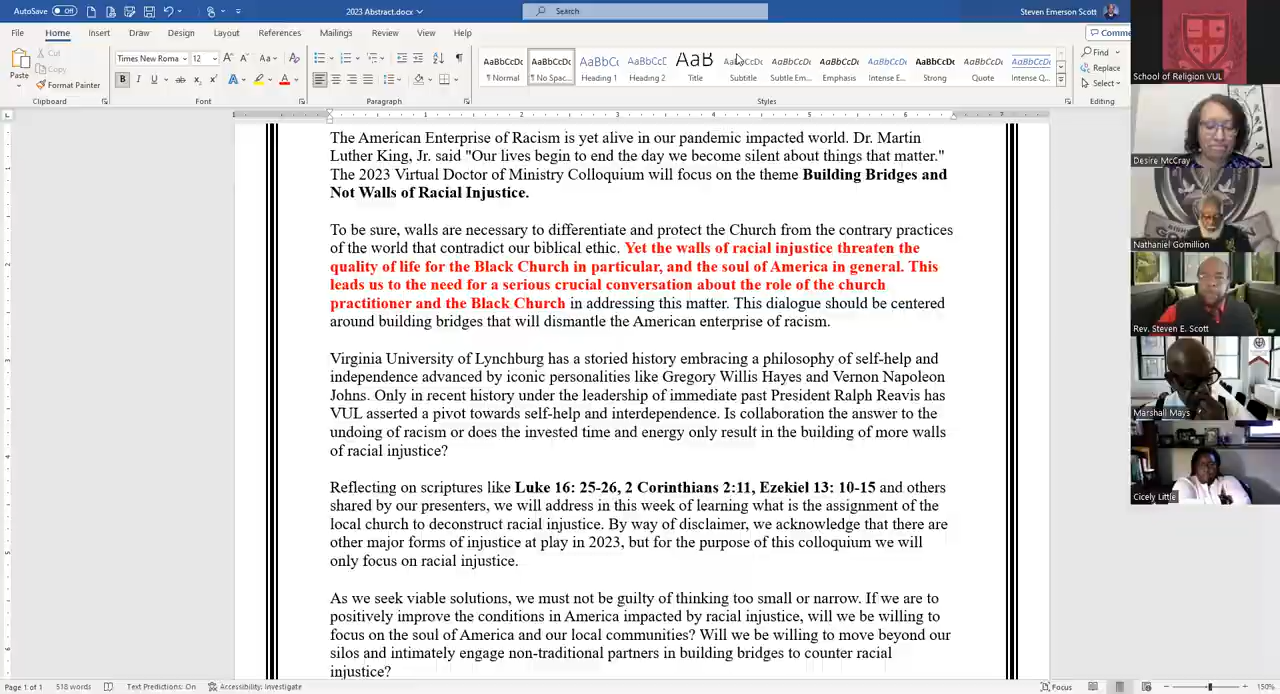 AutoSave Off 2023 Abstract.docx Search Steven Emerson Scott
File Home Insert Draw Design Layout References Mailings Review View Help
Paste Cut Copy Format Painter
Times New Roma 12
AaBbCcDc AaBbCcDc AaBbCc AaBbCcC AaB AaBbCcD AaBbCcDc AaBbCcDc AaBbCcDc AaBbCcDc AaBbCcDc AaBbCcDc
¶ Normal ¶ No Spac... Heading 1 Heading 2 Title Subtitle Subtle Em... Emphasis Intense E... Strong Quote Intense Q...
Find
Replace
Select
Clipboard Font Paragraph Styles Editing
The American Enterprise of Racism is yet alive in our pandemic impacted world. Dr. Martin
Luther King, Jr. said "Our lives begin to end the day we become silent about things that matter."
The 2023 Virtual Doctor of Ministry Colloquium will focus on the theme Building Bridges and
Not Walls of Racial Injustice.
To be sure, walls are necessary to differentiate and protect the Church from the contrary practices
of the world that contradict our biblical ethic. Yet the walls of racial injustice threaten the
quality of life for the Black Church in particular, and the soul of America in general. This
leads us to the need for a serious crucial conversation about the role of the church
practitioner and the Black Church in addressing this matter. This dialogue should be centered
around building bridges that will dismantle the American enterprise of racism.
Virginia University of Lynchburg has a storied history embracing a philosophy of self-help and
independence advanced by iconic personalities like Gregory Willis Hayes and Vernon Napoleon
Johns. Only in recent history under the leadership of immediate past President Ralph Reavis has
VUL asserted a pivot towards self-help and interdependence. Is collaboration the answer to the
undoing of racism or does the invested time and energy only result in the building of more walls
of racial injustice?
Reflecting on scriptures like Luke 16: 25-26, 2 Corinthians 2:11, Ezekiel 13: 10-15 and others
shared by our presenters, we will address in this week of learning what is the assignment of the
local church to deconstruct racial injustice. By way of disclaimer, we acknowledge that there are
other major forms of injustice at play in 2023, but for the purpose of this colloquium we will
only focus on racial injustice.
As we seek viable solutions, we must not be guilty of thinking too small or narrow. If we are to
positively improve the conditions in America impacted by racial injustice, will we be willing to
focus on the soul of America and our local communities? Will we be willing to move beyond our
silos and intimately engage non-traditional partners in building bridges to counter racial
injustice?
Page 1 of 1 518 words Text Predictions: On Accessibility: Investigate Focus 150%
School of Religion VUL
Desire McCray
Nathaniel Gomillion
Rev. Steven E. Scott
Marshall Mays
Cicely Little